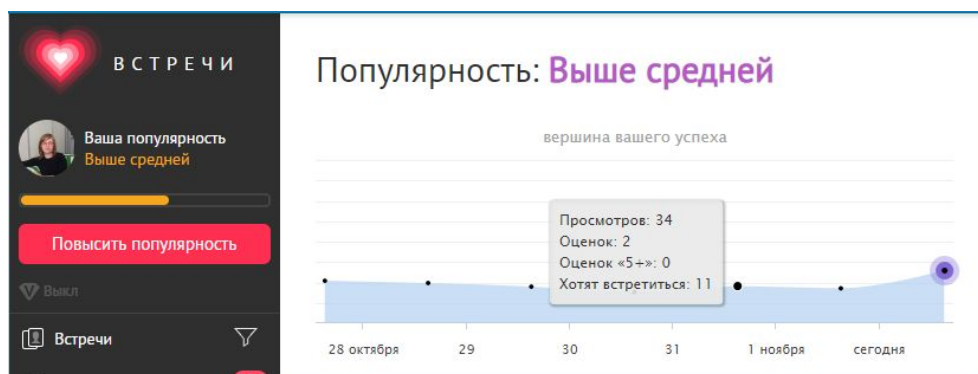 ВСТРЕЧИ
Ваша популярность
Выше средней
Повысить популярность
Выкл
Встречи
Популярность: Выше средней
вершина вашего успеха
Просмотров: 34
Оценок: 2
Оценок «5+»: 0
Хотят встретиться: 11
28 октября 29 30 31 1 ноября сегодня